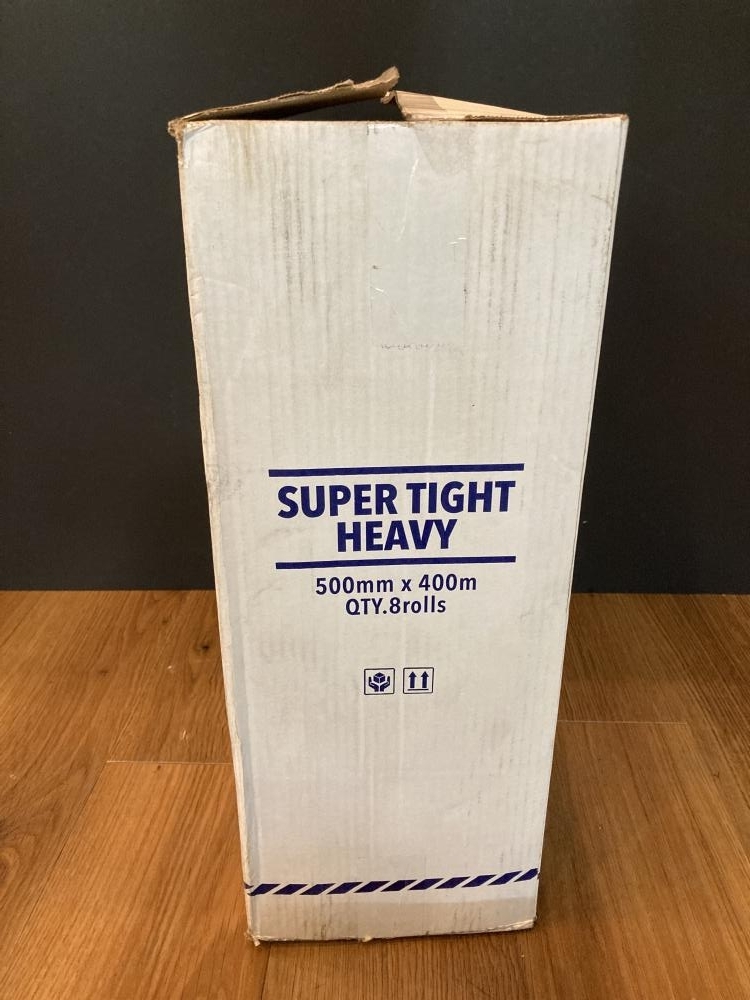 SUPER TIGHT
HEAVY
500mm x 400m
QTY.8rolls